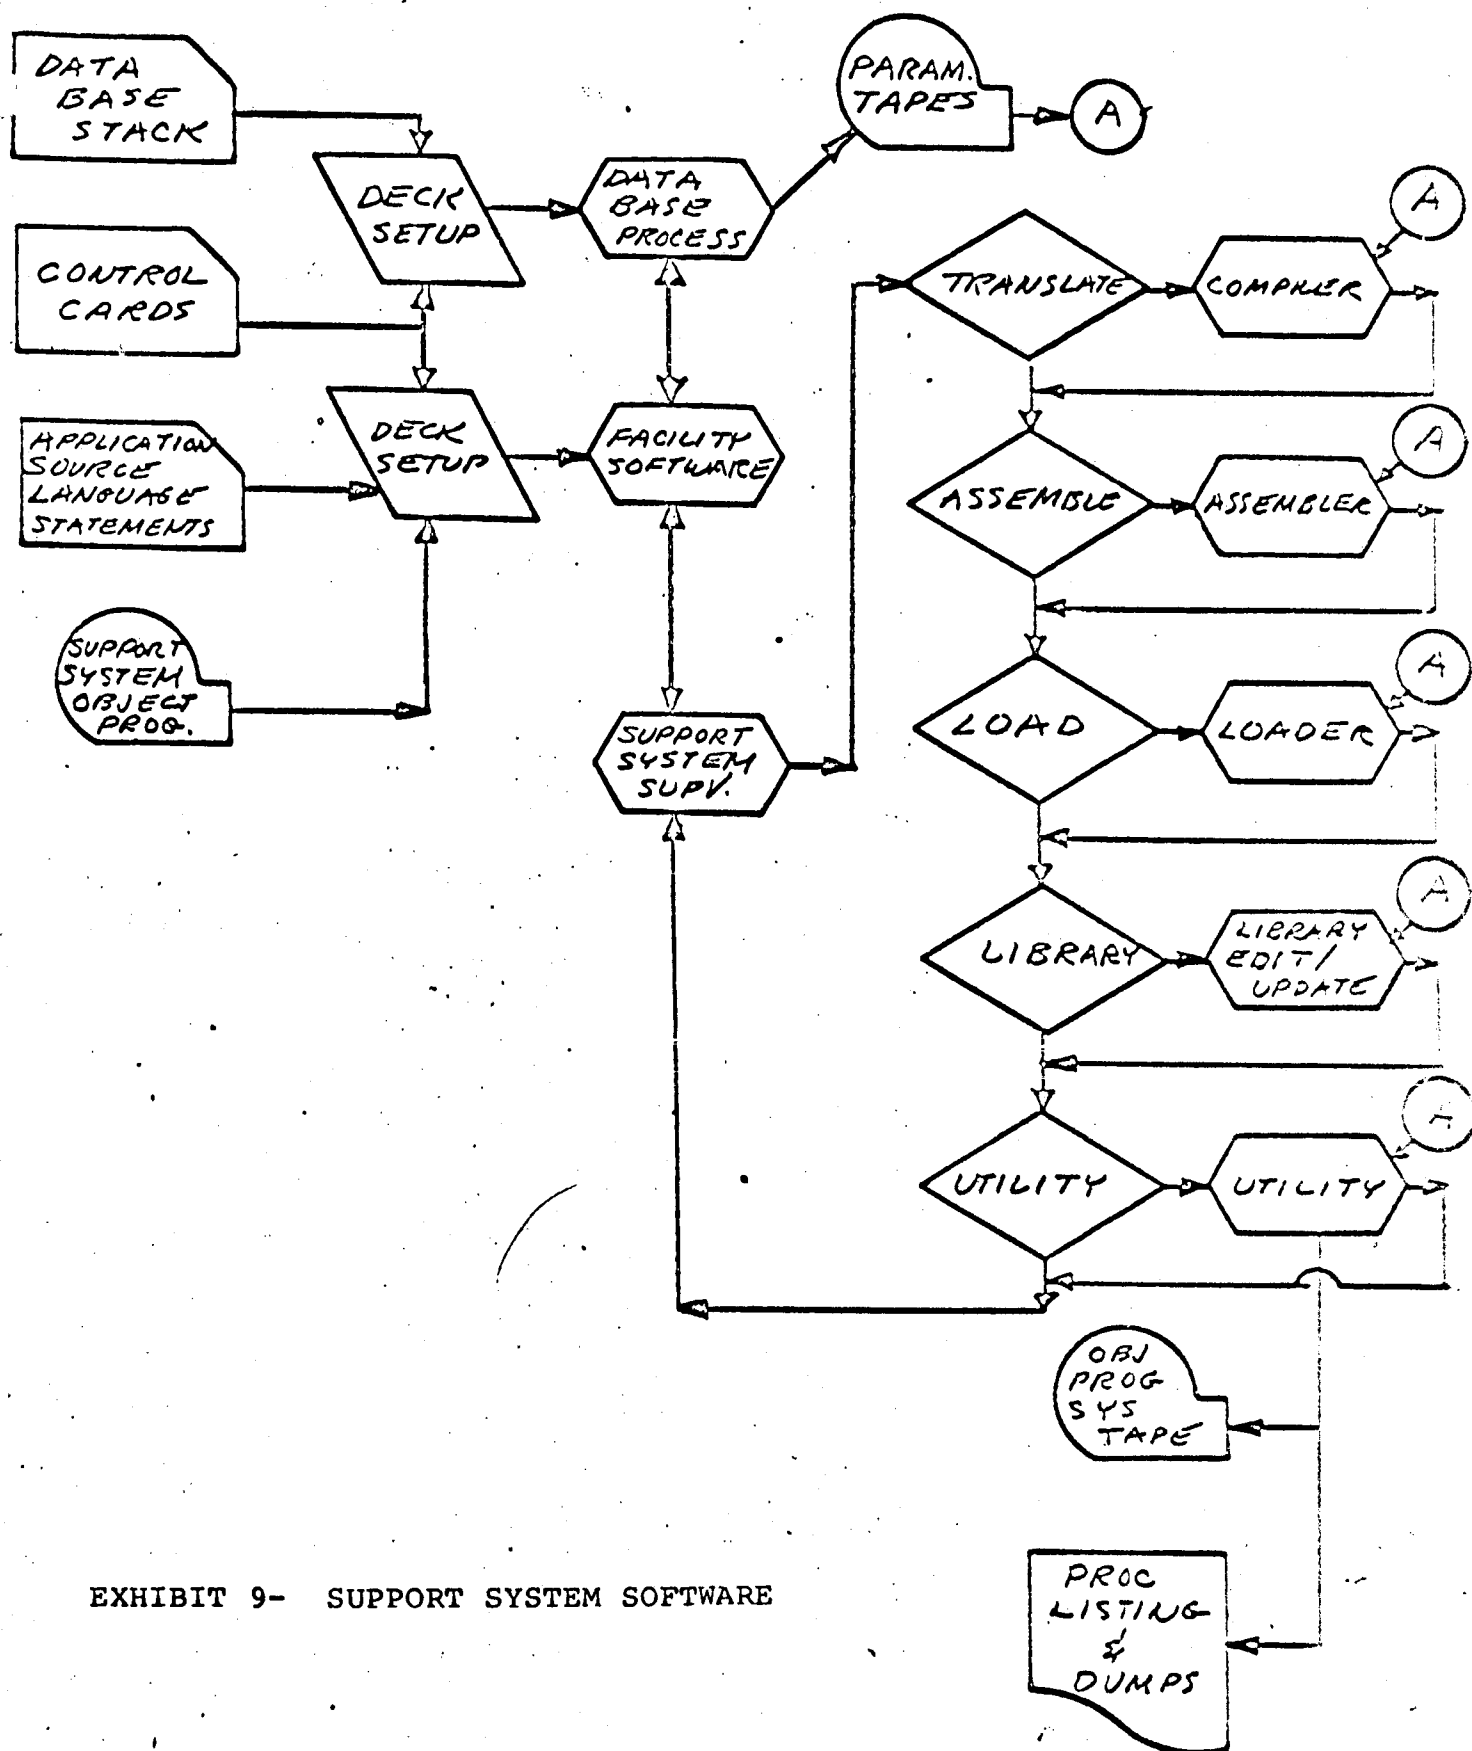 DATA
BASE
STACK
CONTROL
CARDS
APPLICATION
SOURCE
LANGUAGE
STATEMENTS
SUPPORT
SYSTEM
OBJECT
PROG.
DECK
SETUP
DECK
SETUP
DATA
BASE
PROCESS
FACILITY
SOFTWARE
SUPPORT
SYSTEM
SUPV.
PARAM.
TAPES
A
TRANSLATE
COMPILER
A
ASSEMBLE
ASSEMBLER
A
LOAD
LOADER
A
LIBRARY
LIBRARY
EDIT/
UPDATE
A
UTILITY
UTILITY
A
OBJ
PROG
SYS
TAPE
PROC
LISTING
&
DUMPS
EXHIBIT 9- SUPPORT SYSTEM SOFTWARE